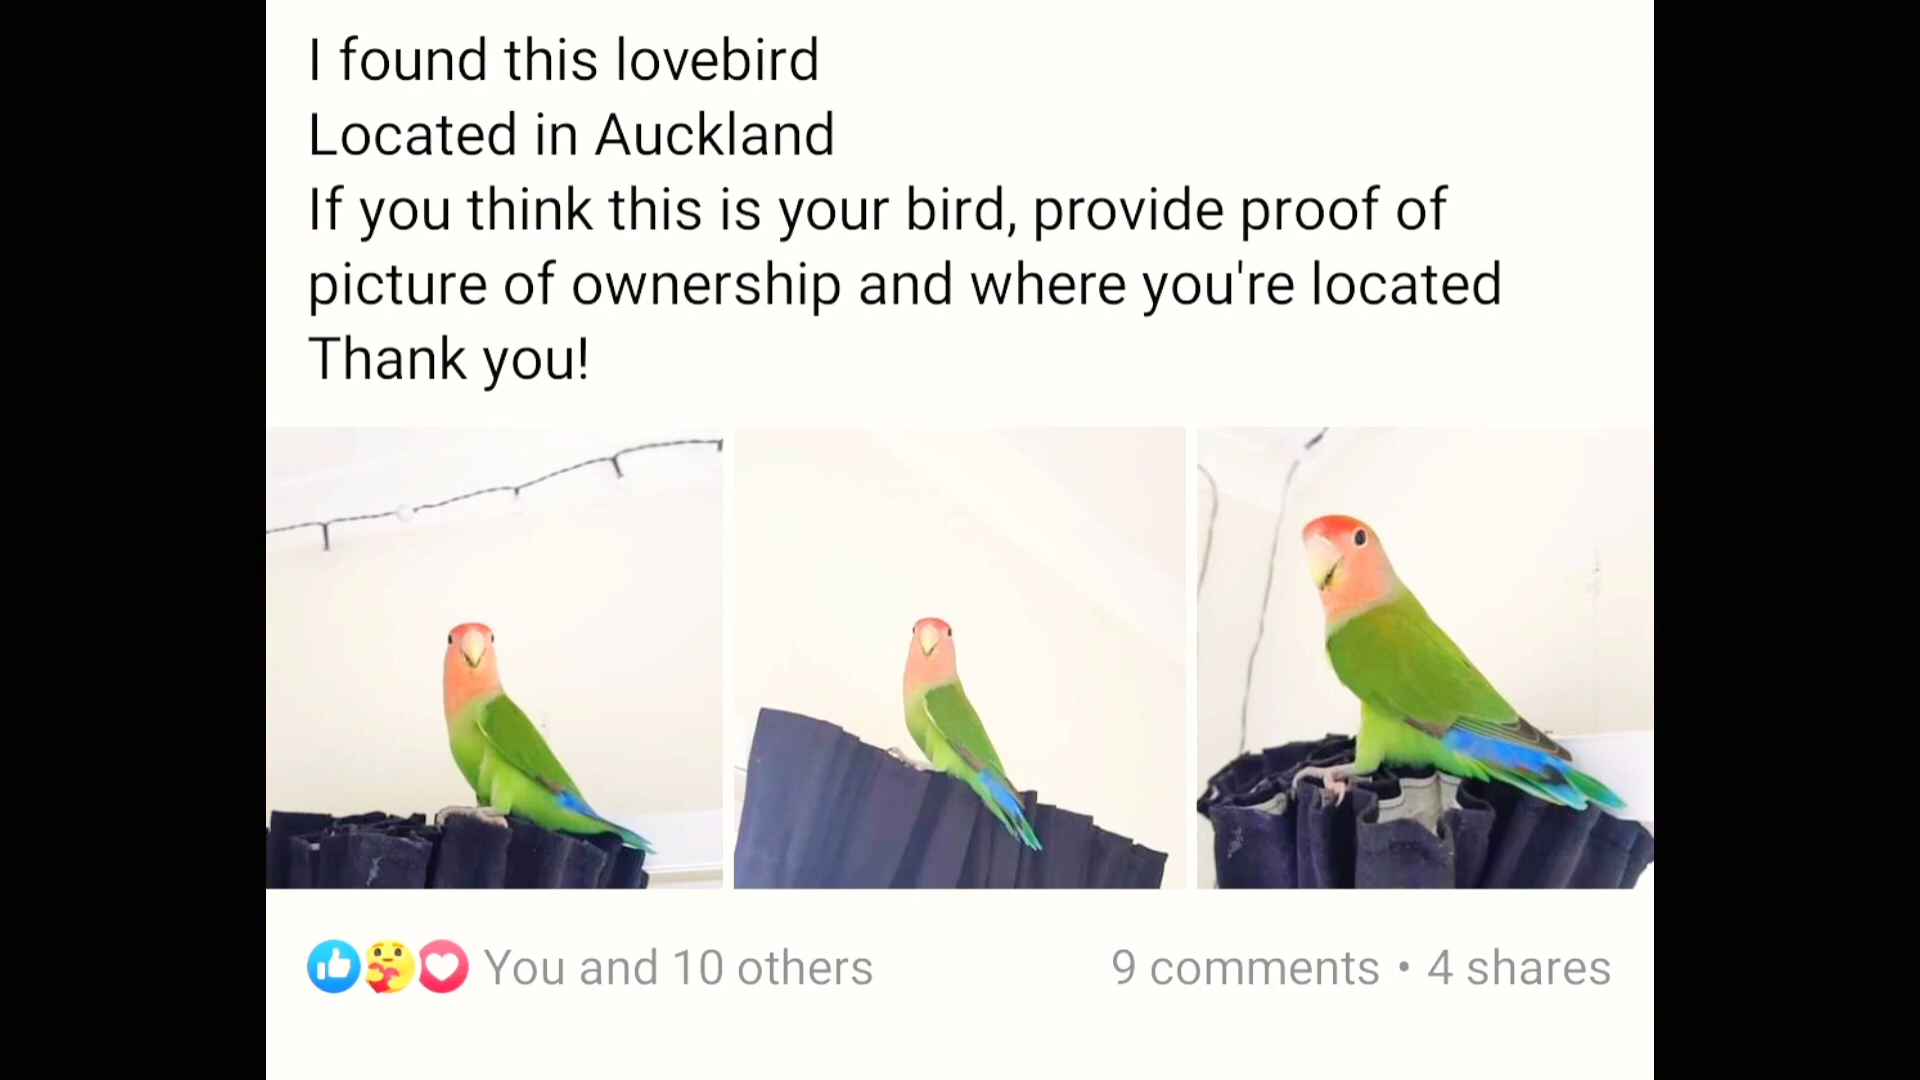 I found this lovebird
Located in Auckland
If you think this is your bird, provide proof of
picture of ownership and where you're located
Thank you!
You and 10 others
9 comments • 4 shares